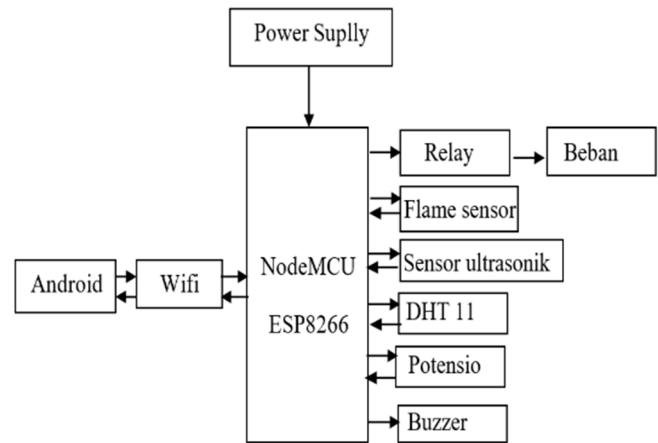 Power Suplly
Relay
Beban
Flame sensor
NodeMCU
ESP8266
Sensor ultrasonik
Android
Wifi
DHT 11
Potensio
Buzzer